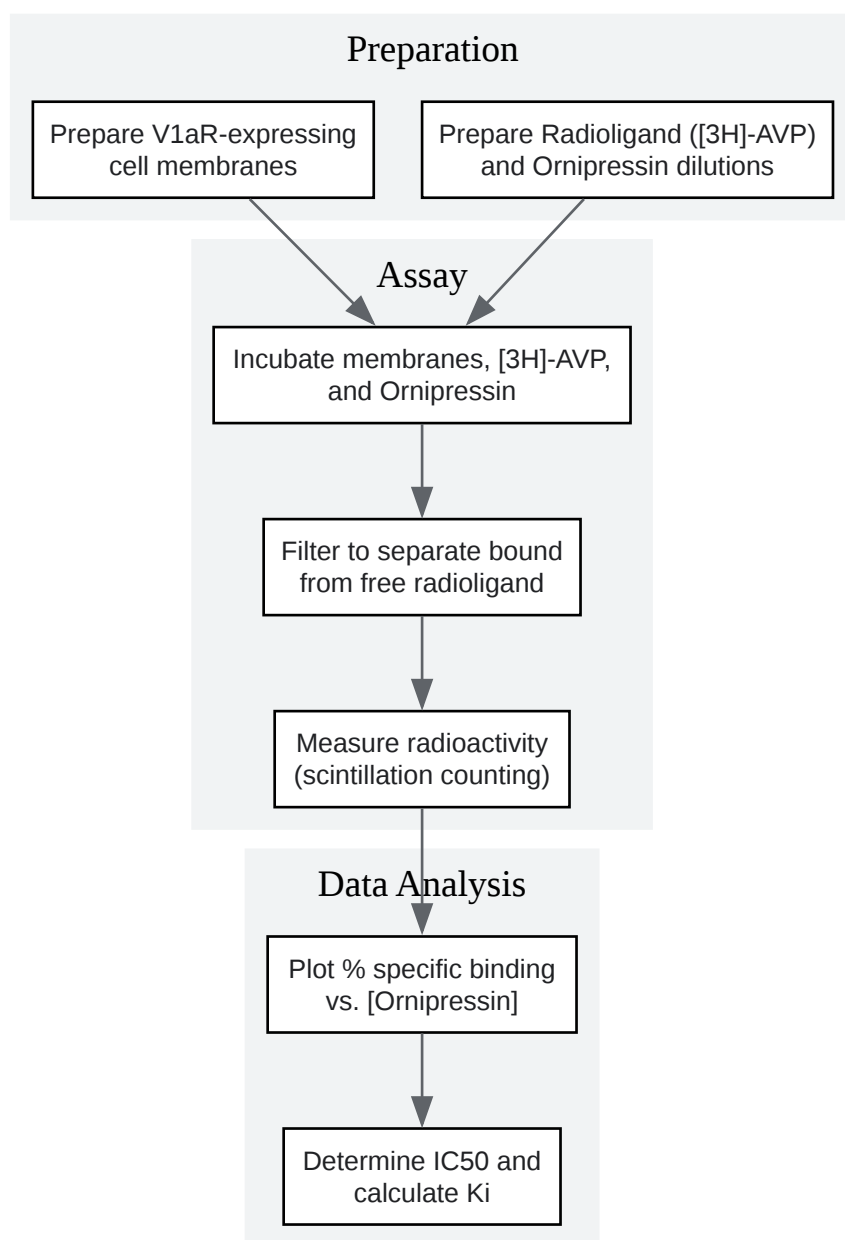 Preparation
Prepare V1aR-expressing
cell membranes
Prepare Radioligand ([3H]-AVP)
and Ornipressin dilutions
Assay
Incubate membranes, [3H]-AVP,
and Ornipressin
Filter to separate bound
from free radioligand
Measure radioactivity
(scintillation counting)
Data Analysis
Plot % specific binding
vs. [Ornipressin]
Determine IC50 and
calculate Ki